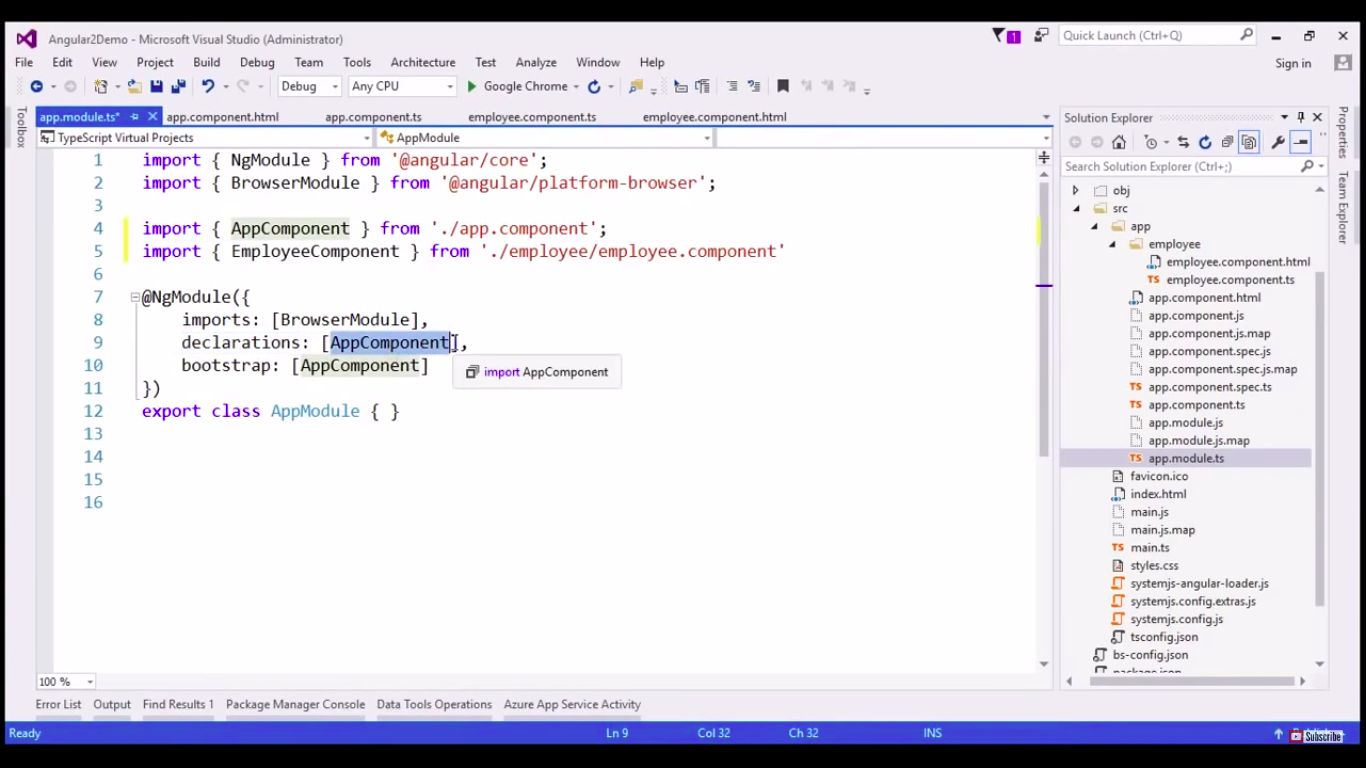 Angular2Demo - Microsoft Visual Studio (Administrator)
1
Quick Launch (Ctrl+Q)
File Edit View Project Build Debug Team Tools Architecture Test Analyze Window Help
Sign in
Debug Any CPU Google Chrome
app.module.ts* app.component.html app.component.ts employee.component.ts employee.component.html
TypeScript Virtual Projects AppModule
Toolbox
1 import { NgModule } from '@angular/core';
2 import { BrowserModule } from '@angular/platform-browser';
3
4 import { AppComponent } from './app.component';
5 import { EmployeeComponent } from './employee/employee.component'
6
7 @NgModule({
8 imports: [BrowserModule],
9 declarations: [AppComponent],
10 bootstrap: [AppComponent]
import AppComponent
11 })
12 export class AppModule { }
13
14
15
16
100 %
Solution Explorer
Search Solution Explorer (Ctrl+;)
obj
src
app
employee
employee.component.html
TS employee.component.ts
app.component.html
app.component.js
app.component.js.map
app.component.spec.js
app.component.spec.js.map
TS app.component.spec.ts
TS app.component.ts
app.module.js
app.module.js.map
TS app.module.ts
favicon.ico
index.html
main.js
main.js.map
TS main.ts
styles.css
systemjs-angular-loader.js
systemjs.config.extras.js
systemjs.config.js
tsconfig.json
bs-config.json
package.json
Properties
Team Explorer
Error List Output Find Results 1 Package Manager Console Data Tools Operations Azure App Service Activity
Ready Ln 9 Col 32 Ch 32 INS
Subscribe